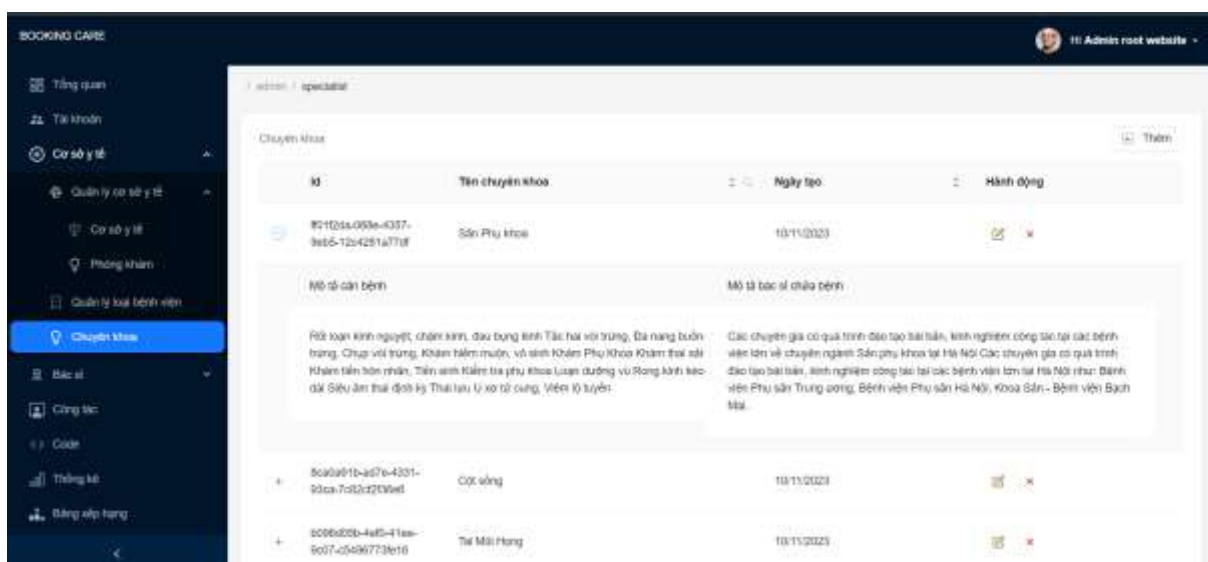 BOOKING CARE
Hi Admin root website
Tổng quan
/ admin / specialist
Tài khoản
Chuyên khoa
Thêm
Cơ sở y tế
Id
Tên chuyên khoa
Ngày tạo
Hành động
Quản lý cơ sở y tế
Cơ sở y tế
Sản Phụ khoa
10/11/2023
Phòng khám
Mô tả căn bệnh
Mô tả bác sĩ chữa bệnh
Quản lý loại bệnh viện
Chuyên khoa
Rối loạn kinh nguyệt, chậm kinh, đau bụng kinh Tắc hai vòi trứng, Đa nang buồn
trứng, Chụp vòi trứng, Khám hiếm muộn, vô sinh Khám Phụ Khoa Khám thai sản
Khám tiền hôn nhân, Tiền sinh Kiểm tra phụ khoa Loạn dưỡng vú Rong kinh kéo
dài Siêu âm thai định kỳ Thai lưu U xơ tử cung, Viêm lộ tuyến
Các chuyên gia có quá trình đào tạo bài bản, kinh nghiệm công tác tại các bệnh
viện lớn về chuyên ngành Sản phụ khoa tại Hà Nội Các chuyên gia có quá trình
đào tạo bài bản, kinh nghiệm công tác tại các bệnh viện lớn tại Hà Nội như: Bệnh
viện Phụ sản Trung ương, Bệnh viện Phụ sản Hà Nội, Khoa Sản - Bệnh viện Bạch
Mai.
Bác sĩ
Công tác
Code
Thống kê
Cột sống
10/11/2023
Bảng xếp hạng
Tai Mũi Họng
10/11/2023